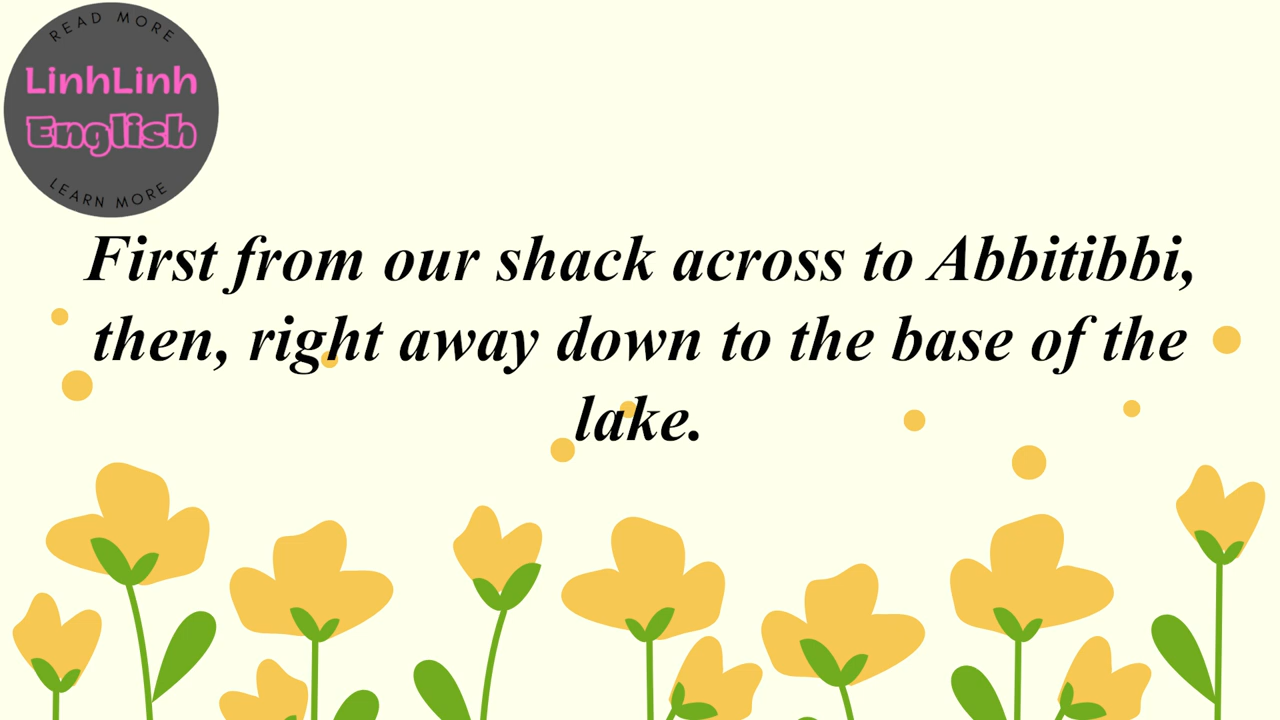 READ MORE
LinhLinh
English
LEARN MORE
First from our shack across to Abbitibbi,
then, right away down to the base of the
lake.